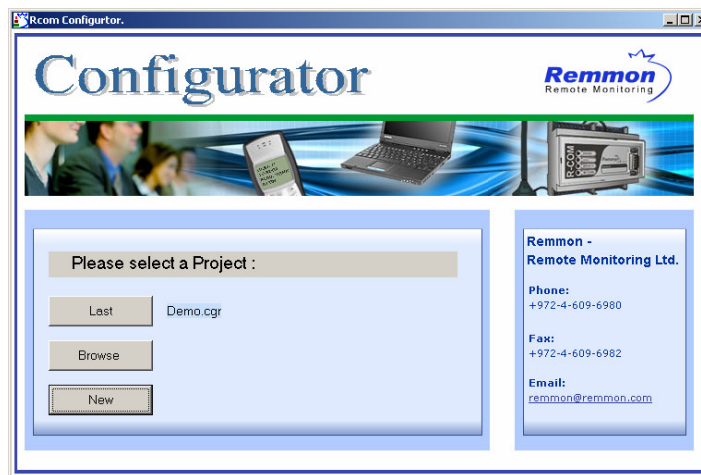 Rcom Configurtor.
Configurator
Remmon
Remote Monitoring
R-COM
Please select a Project :
Last
Demo.cgr
Browse
New
Remmon -
Remote Monitoring Ltd.
Phone:
+972-4-609-6980
Fax:
+972-4-609-6982
Email:
remmon@remmon.com